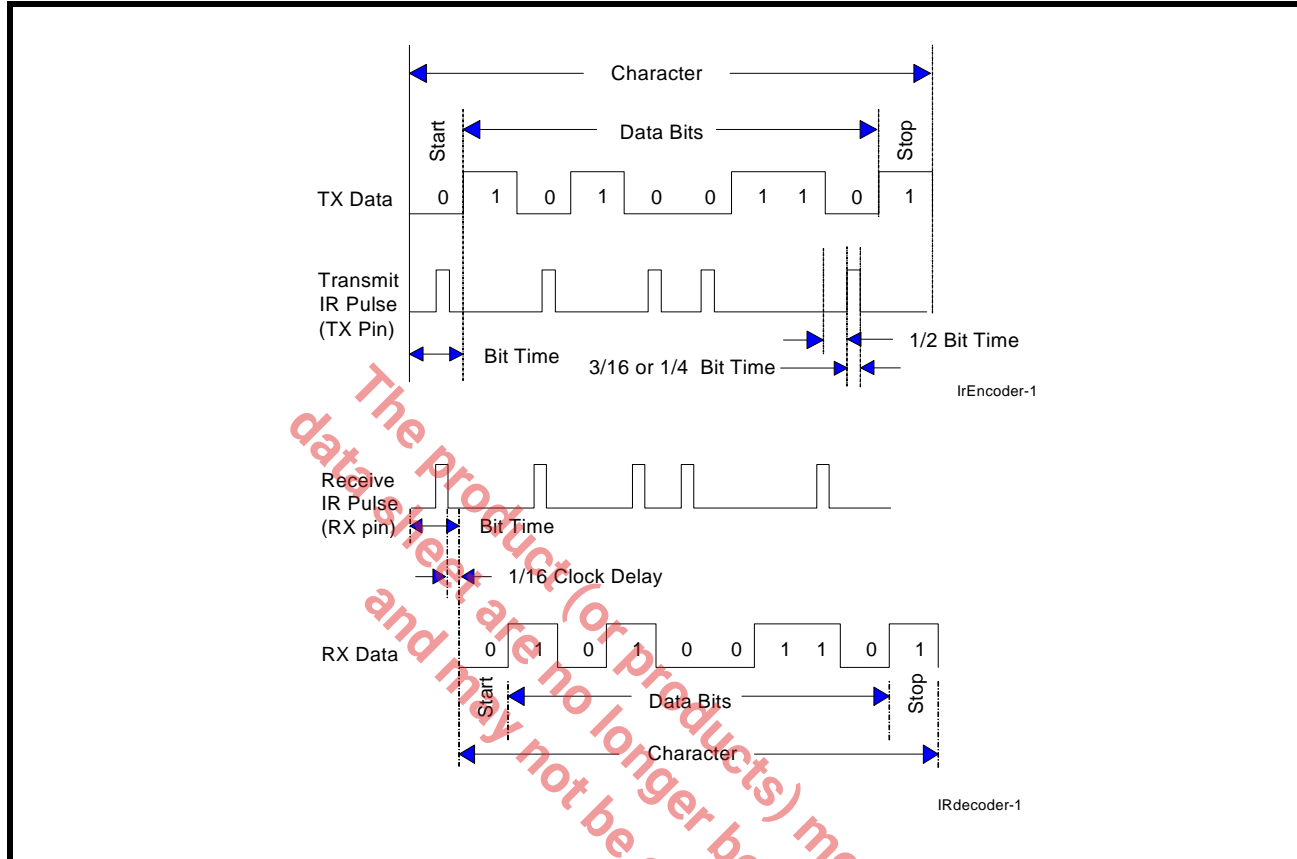 Character
Start
Data Bits
Stop
TX Data
0 1 0 1 0 0 1 1 0 1
Transmit
IR Pulse
(TX Pin)
Bit Time
1/2 Bit Time
3/16 or 1/4 Bit Time
IrEncoder-1
Receive
IR Pulse
(RX pin)
Bit Time
1/16 Clock Delay
RX Data
0 1 0 1 0 0 1 1 0 1
Start
Data Bits
Stop
Character
IRdecoder-1
The product (or products)
data sheet are no longer
and may not be